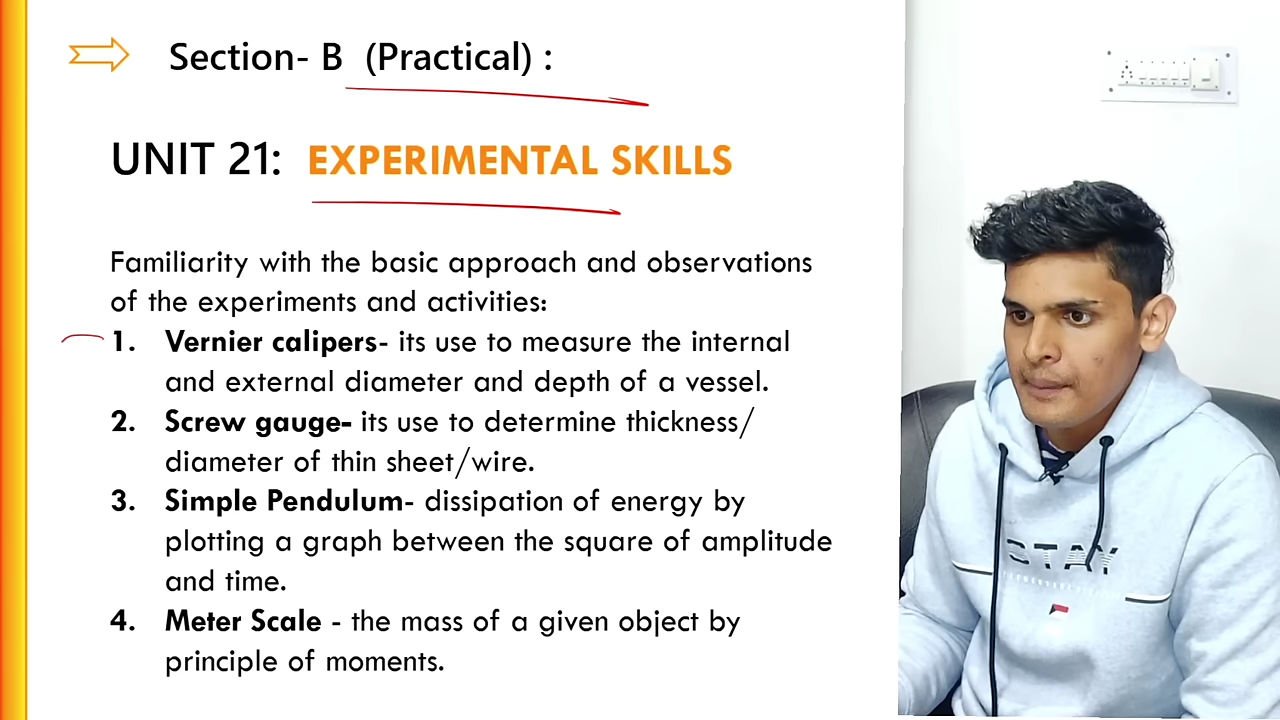 Section- B (Practical) :
UNIT 21: EXPERIMENTAL SKILLS
Familiarity with the basic approach and observations
of the experiments and activities:
1. Vernier calipers- its use to measure the internal
and external diameter and depth of a vessel.
2. Screw gauge- its use to determine thickness/
diameter of thin sheet/wire.
3. Simple Pendulum- dissipation of energy by
plotting a graph between the square of amplitude
and time.
4. Meter Scale - the mass of a given object by
principle of moments.
STAY